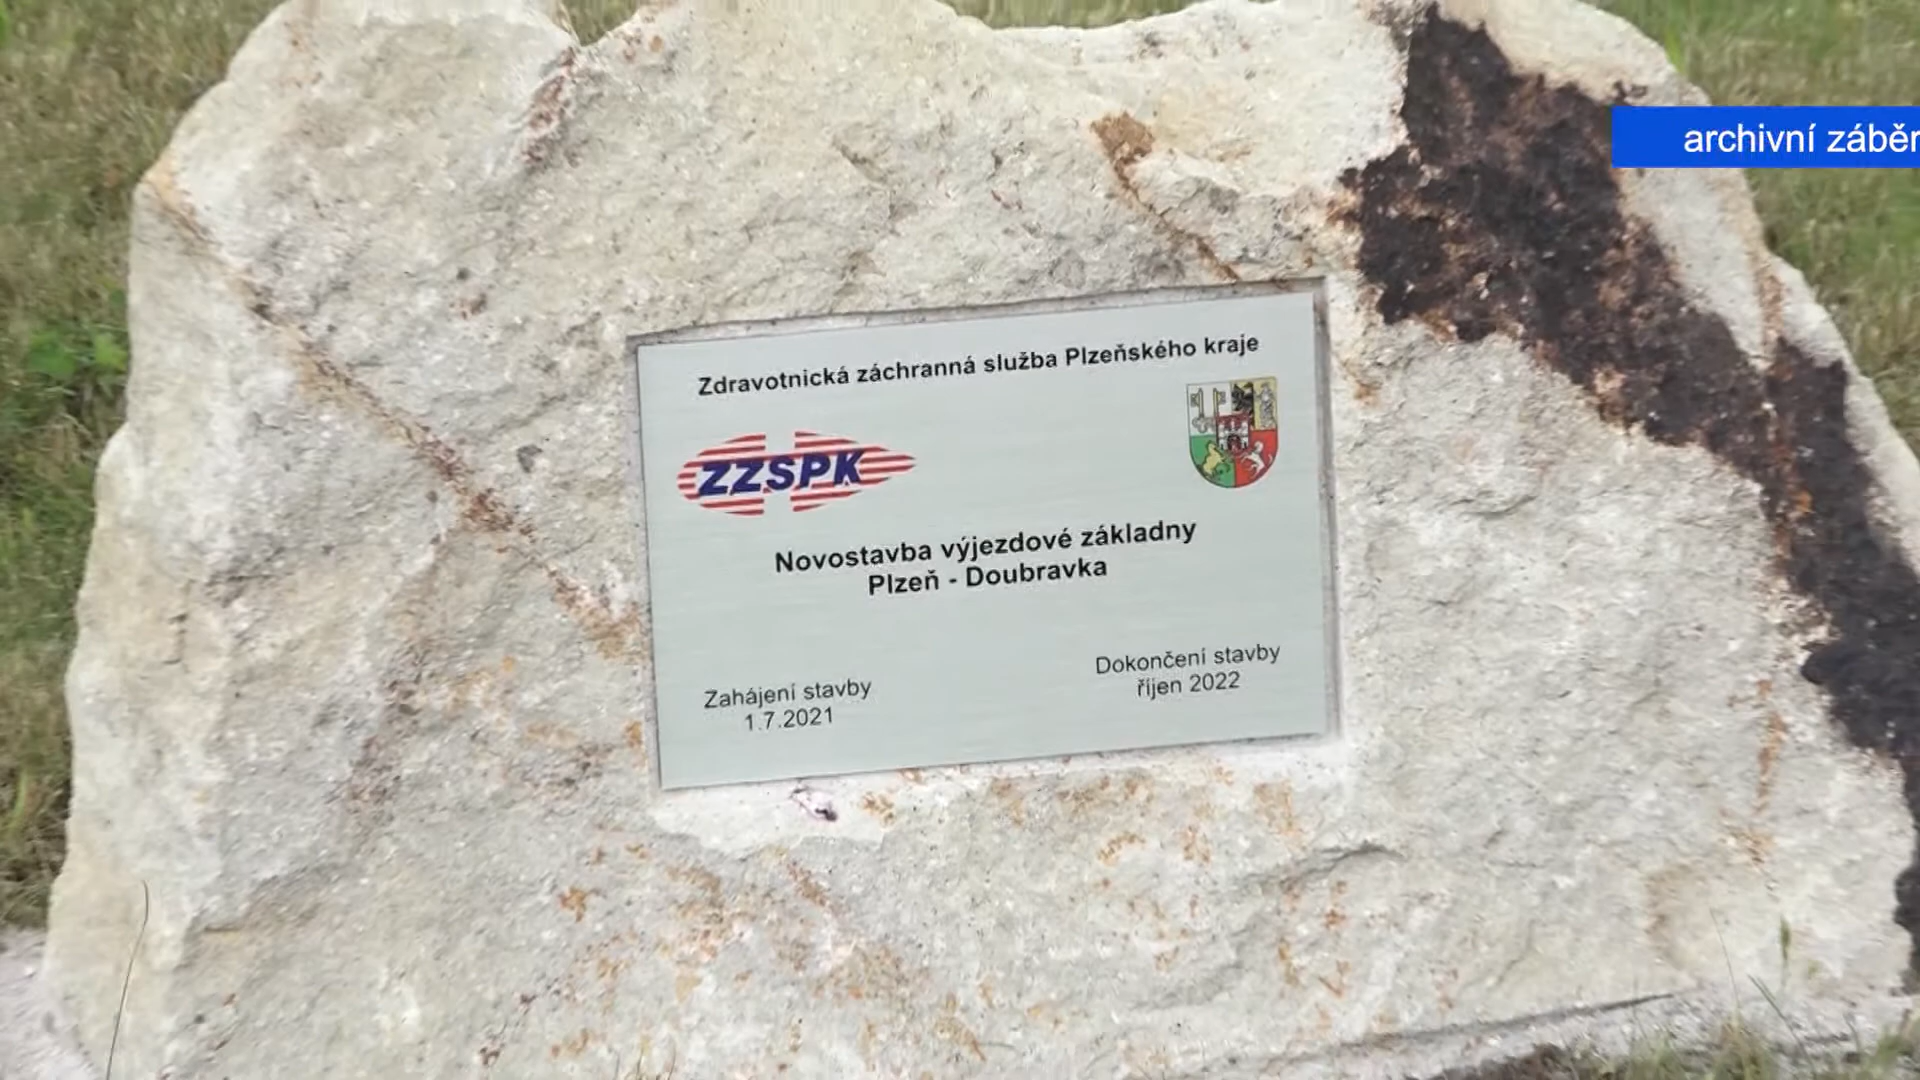 archivní záběr
Zdravotnická záchranná služba Plzeňského kraje
ZZSPK
Novostavba výjezdové základny
Plzeň - Doubravka
Zahájení stavby
1.7.2021
Dokončení stavby
říjen 2022